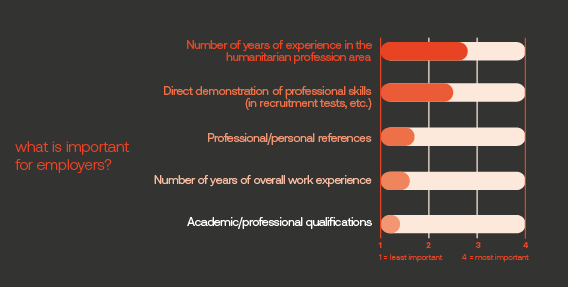 Number of years of experience in the
humanitarian profession area
Direct demonstration of professional skills
(in recruitment tests, etc.)
Professional/personal references
what is important
for employers?
Number of years of overall work experience
Academic/professional qualifications
1 2 3 4
1 = least important 4 = most important